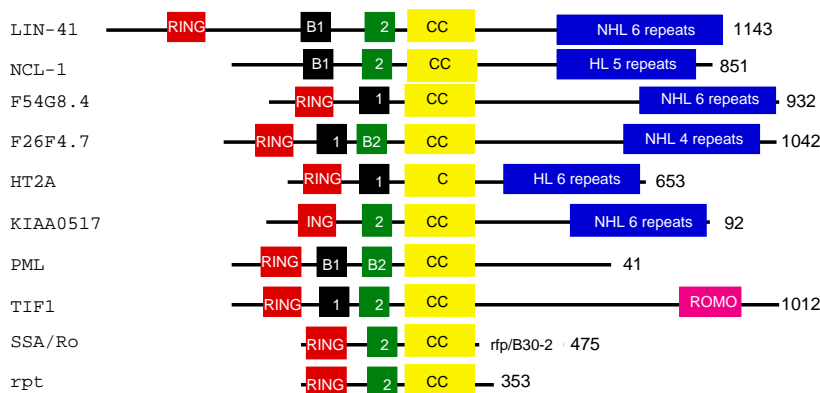 LIN-41 RING B1 2 CC NHL 6 repeats 1143
NCL-1 B1 2 CC HL 5 repeats 851
F54G8.4 RING 1 CC NHL 6 repeats 932
F26F4.7 RING 1 B2 CC NHL 4 repeats 1042
HT2A RING 1 C HL 6 repeats 653
KIAA0517 ING 2 CC NHL 6 repeats 92
PML RING B1 B2 CC 41
TIF1 RING 1 2 CC ROMO 1012
SSA/Ro RING 2 CC rfp/B30-2 475
rpt RING 2 CC 353